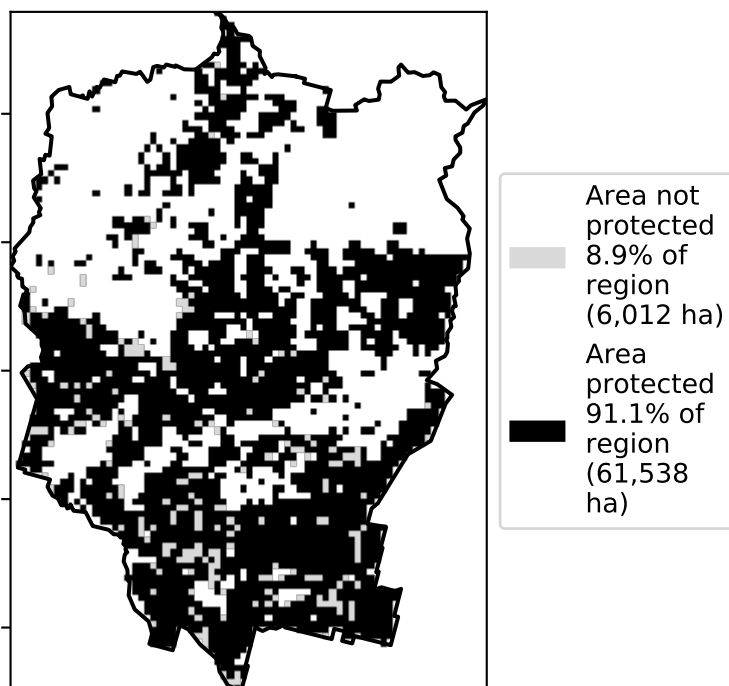 Area not
protected
8.9% of
region
(6,012 ha)
Area
protected
91.1% of
region
(61,538
ha)